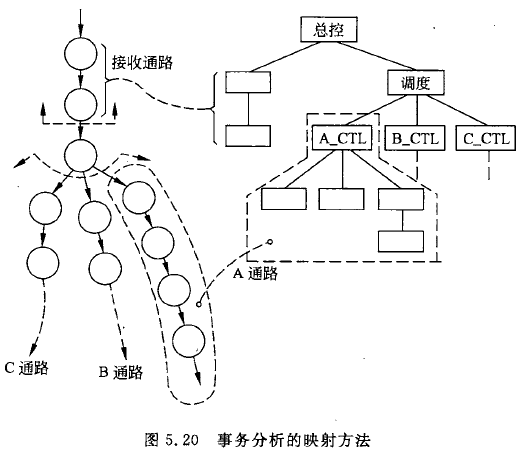 总控
接收通路
调度
A_CTL
B_CTL
C_CTL
A 通路
C 通路
B 通路
图 5.20 事务分析的映射方法